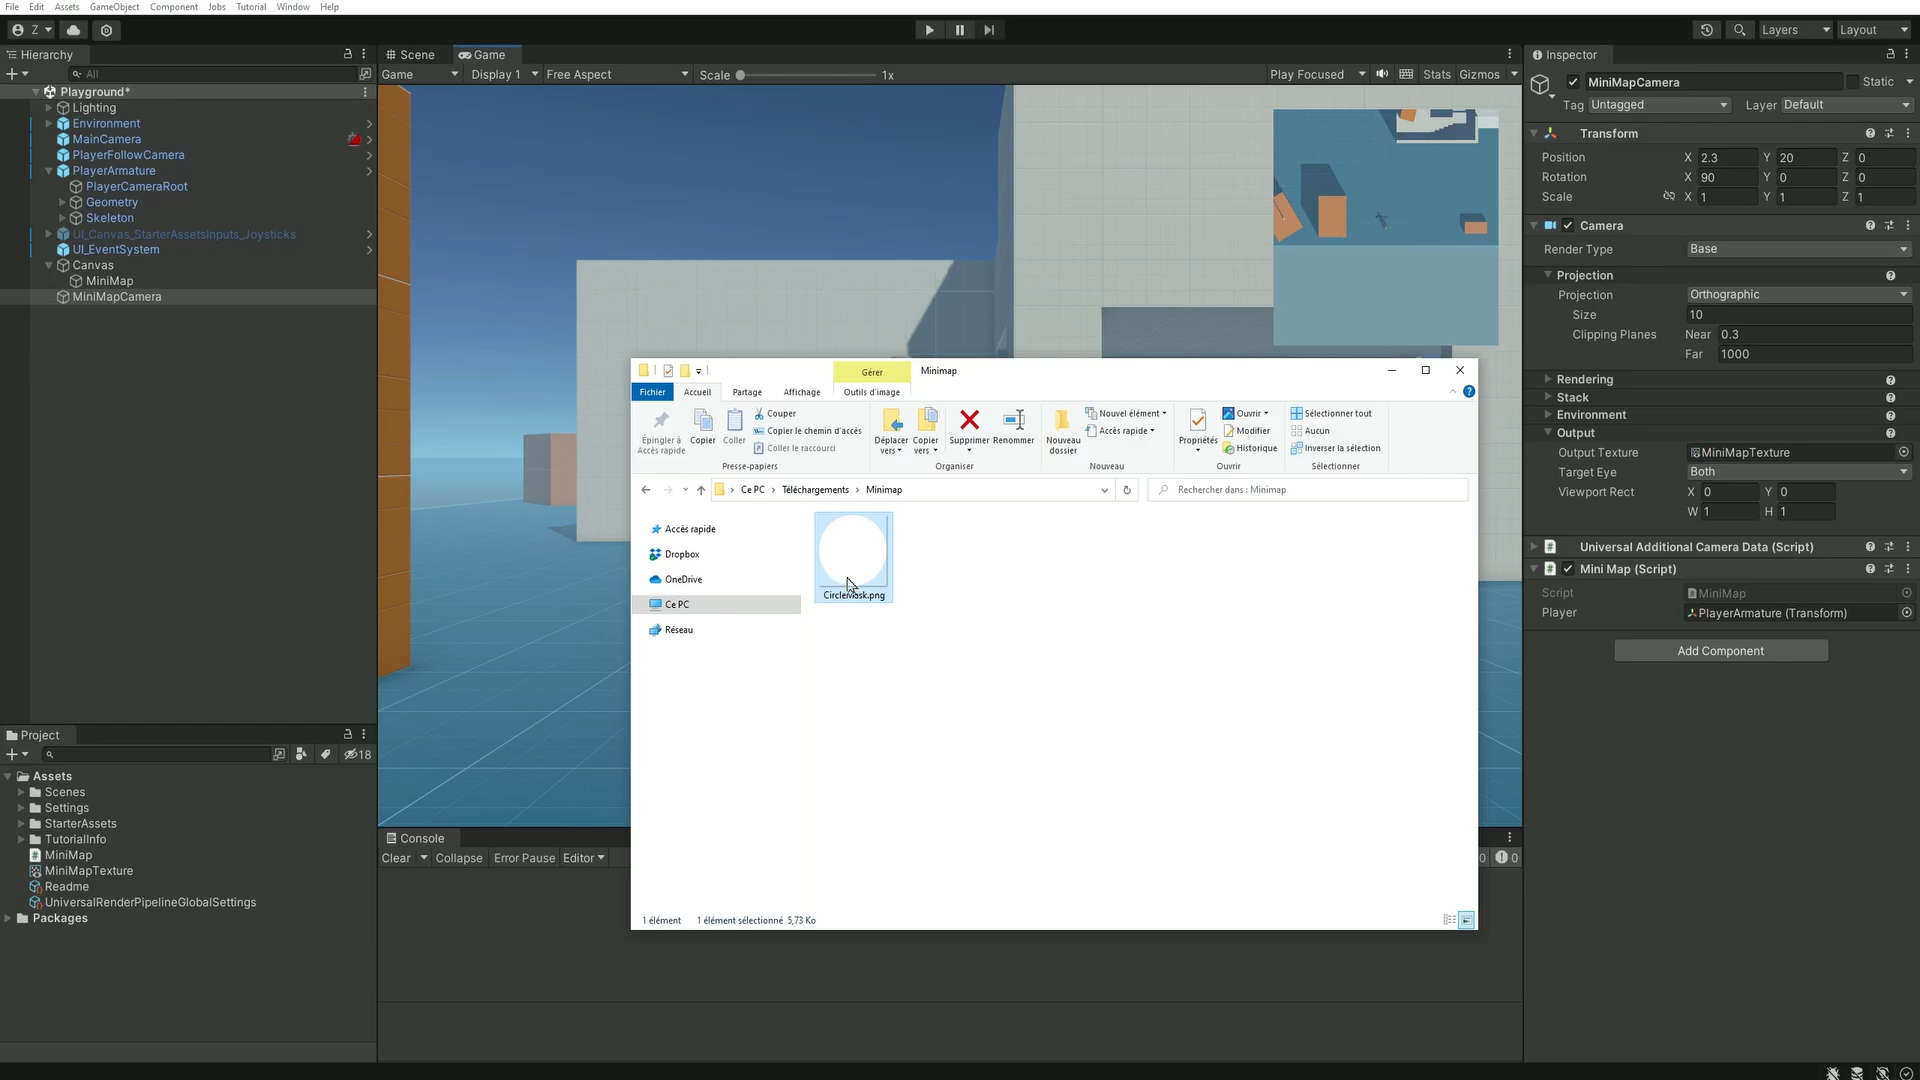 File Edit Assets GameObject Component Jobs Tutorial Window Help
Z Layers Layout
Hierarchy
All
Playground*
Lighting
Environment
MainCamera
PlayerFollowCamera
PlayerArmature
PlayerCameraRoot
Geometry
Skeleton
UI_Canvas_StarterAssetsInputs_Joysticks
UI_EventSystem
Canvas
MiniMap
MiniMapCamera
Scene Game
Game Display 1 Free Aspect Scale 1x Play Focused Stats Gizmos
Inspector
MiniMapCamera Static
Tag Untagged Layer Default
Transform
Position X 2.3 Y 20 Z 0
Rotation X 90 Y 0 Z 0
Scale X 1 Y 1 Z 1
Camera
Render Type Base
Projection
Projection Orthographic
Size 10
Clipping Planes Near 0.3
Far 1000
Rendering
Stack
Environment
Output
Output Texture MiniMapTexture
Target Eye Both
Viewport Rect X 0 Y 0
W 1 H 1
Universal Additional Camera Data (Script)
Mini Map (Script)
Script MiniMap
Player PlayerArmature (Transform)
Add Component
Gérer Minimap
Fichier Accueil Partage Affichage Outils d'image
Épingler à Accès rapide
Copier
Coller
Couper
Copier le chemin d'accès
Coller le raccourci
Presse-papiers
Déplacer vers
Copier vers
Supprimer
Renommer
Organiser
Nouveau dossier
Nouvel élément
Accès rapide
Nouveau
Propriétés
Ouvrir
Modifier
Historique
Ouvrir
Sélectionner tout
Aucun
Inverser la sélection
Sélectionner
Ce PC > Téléchargements > Minimap
Rechercher dans : Minimap
Accès rapide
Dropbox
OneDrive
Ce PC
Réseau
CircleMask.png
1 élément 1 élément sélectionné 5,73 Ko
Project
18
Assets
Scenes
Settings
StarterAssets
TutorialInfo
MiniMap
MiniMapTexture
Readme
UniversalRenderPipelineGlobalSettings
Packages
Console
Clear Collapse Error Pause Editor 0 0